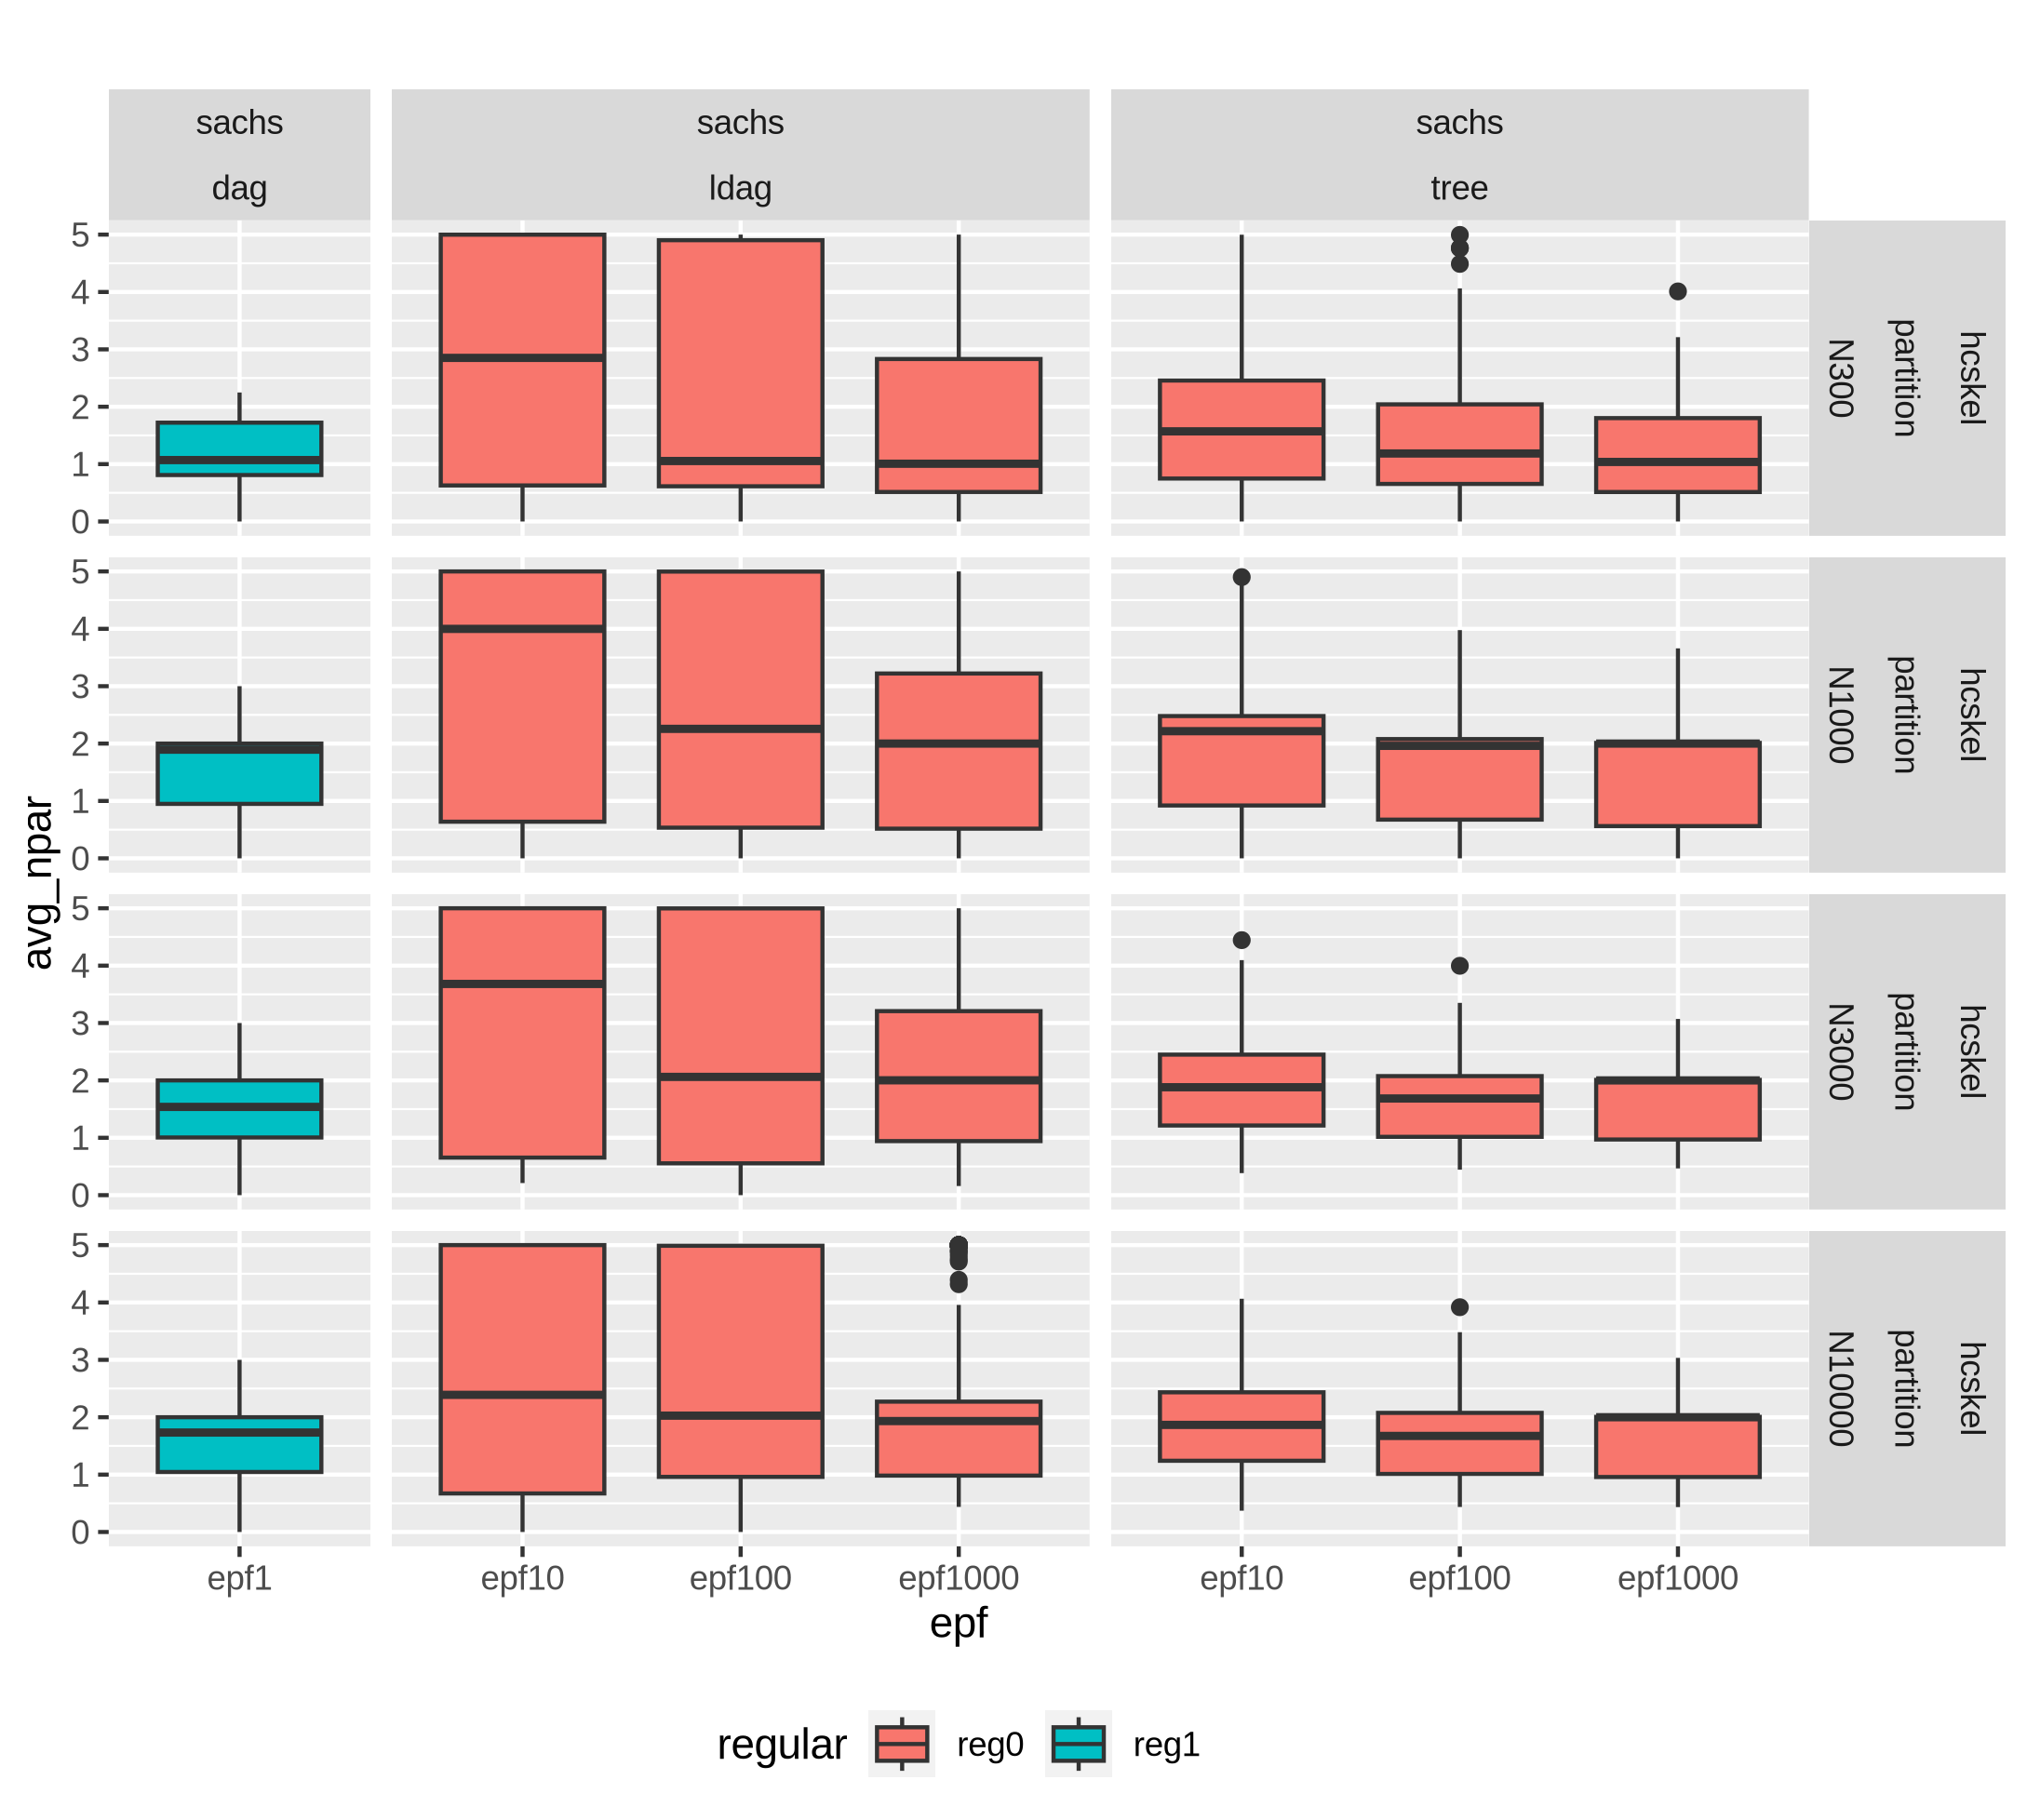 sachs
dag
sachs
ldag
sachs
tree
5
4
3
2
1
0
N300
partition
hcskel
5
4
3
2
1
0
N1000
partition
hcskel
5
4
3
2
1
0
N3000
partition
hcskel
5
4
3
2
1
0
N10000
partition
hcskel
avg_npar
epf1
epf10
epf100
epf1000
epf10
epf100
epf1000
epf
regular
reg0
reg1